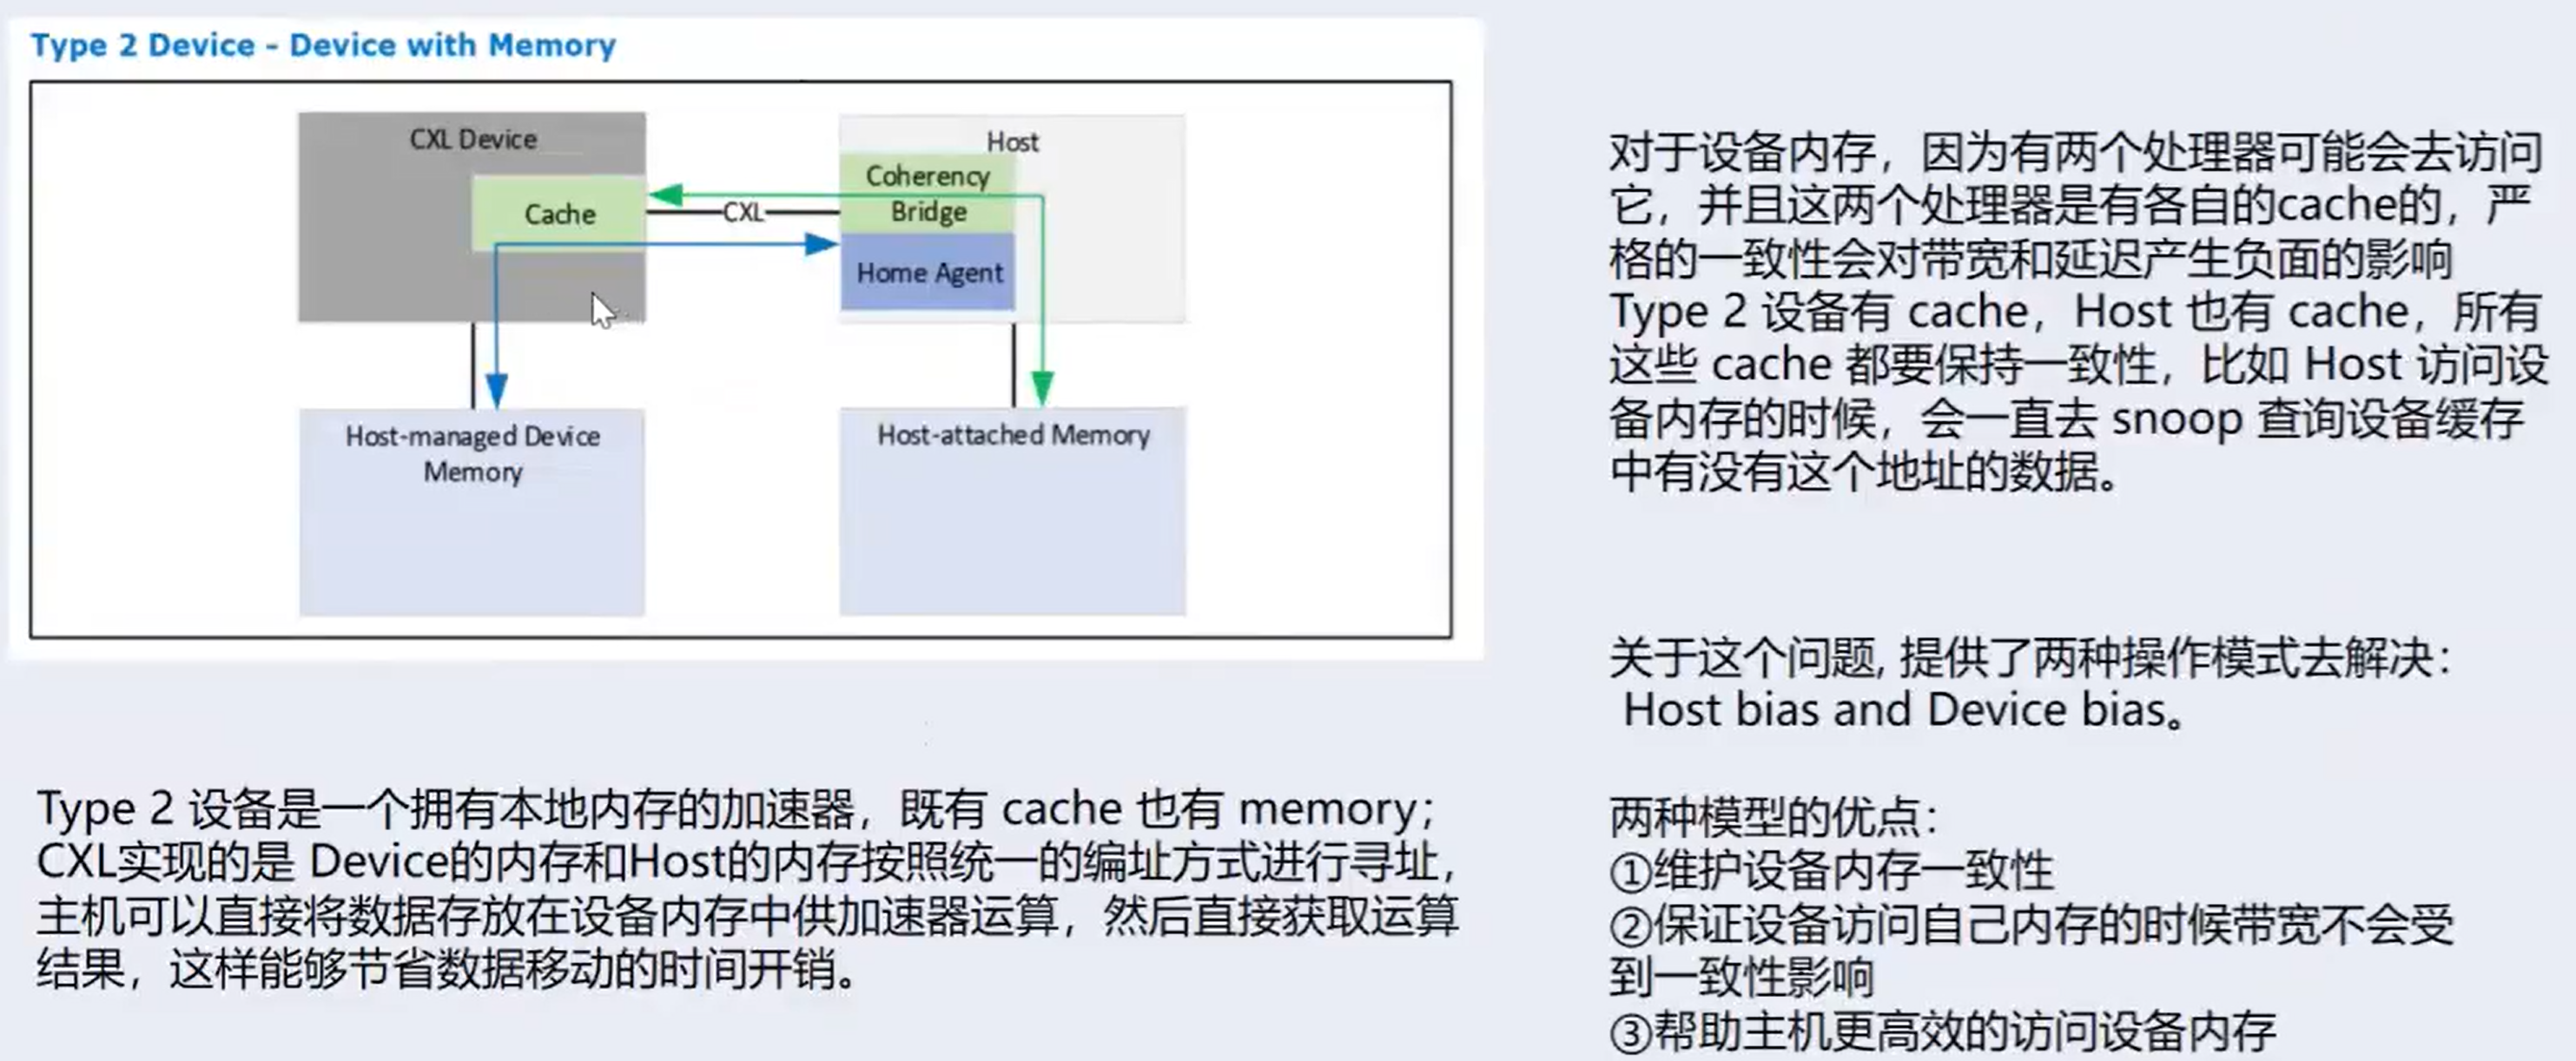 Type 2 Device - Device with Memory
CXL Device
Cache
CXL
Host
Coherency
Bridge
Home Agent
Host-managed Device
Memory
Host-attached Memory
Type 2 设备是一个拥有本地内存的加速器，既有 cache 也有 memory；
CXL实现的是 Device的内存和Host的内存按照统一的编址方式进行寻址，
主机可以直接将数据存放在设备内存中供加速器运算，然后直接获取运算
结果，这样能够节省数据移动的时间开销。
对于设备内存，因为有两个处理器可能会去访问
它，并且这两个处理器是有各自的cache的，严
格的一致性会对带宽和延迟产生负面的影响
Type 2 设备有 cache，Host 也有 cache，所有
这些 cache 都要保持一致性，比如 Host 访问设
备内存的时候，会一直去 snoop 查询设备缓存
中有没有这个地址的数据。
关于这个问题, 提供了两种操作模式去解决：
Host bias and Device bias。
两种模型的优点：
①维护设备内存一致性
②保证设备访问自己内存的时候带宽不会受
到一致性影响
③帮助主机更高效的访问设备内存